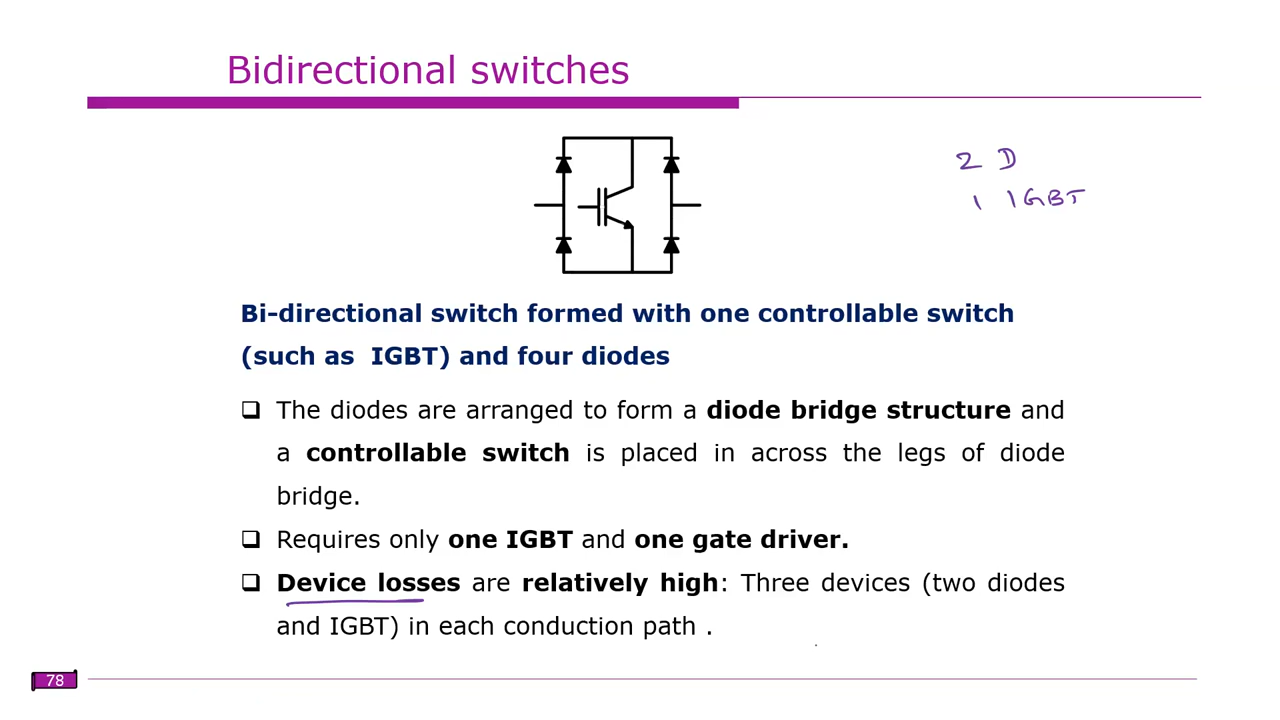 Bidirectional switches
2 D
1 IGBT
Bi-directional switch formed with one controllable switch
(such as IGBT) and four diodes
❑ The diodes are arranged to form a diode bridge structure and
a controllable switch is placed in across the legs of diode
bridge.
❑ Requires only one IGBT and one gate driver.
❑ Device losses are relatively high: Three devices (two diodes
and IGBT) in each conduction path .
78